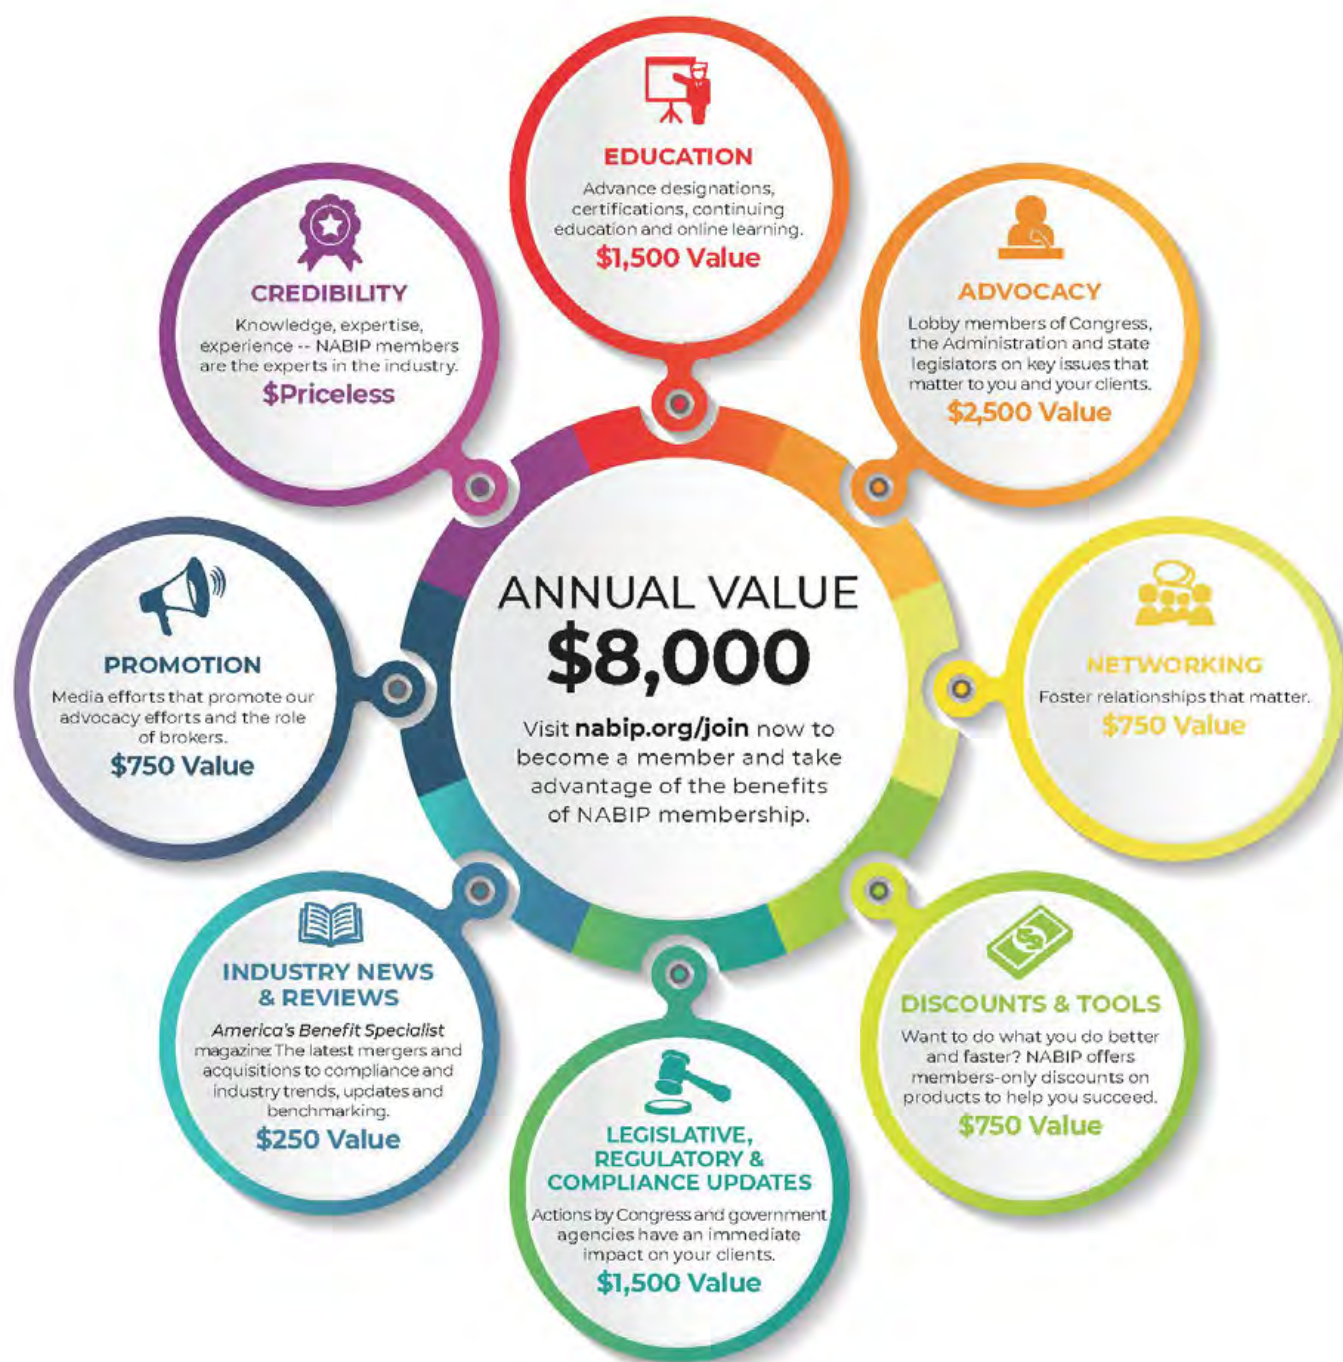 EDUCATION
Advance designations,
certifications, continuing
education and online learning.
$1,500 Value
ADVOCACY
Lobby members of Congress,
the Administration and state
legislators on key issues that
matter to you and your clients.
$2,500 Value
NETWORKING
Foster relationships that matter.
$750 Value
DISCOUNTS & TOOLS
Want to do what you do better
and faster? NABIP offers
members-only discounts on
products to help you succeed.
$750 Value
LEGISLATIVE,
REGULATORY &
COMPLIANCE UPDATES
Actions by Congress and government
agencies have an immediate
impact on your clients.
$1,500 Value
INDUSTRY NEWS
& REVIEWS
America's Benefit Specialist
magazine: The latest mergers and
acquisitions to compliance and
industry trends, updates and
benchmarking.
$250 Value
PROMOTION
Media efforts that promote our
advocacy efforts and the role
of brokers.
$750 Value
CREDIBILITY
Knowledge, expertise,
experience -- NABIP members
are the experts in the industry.
$Priceless
ANNUAL VALUE
$8,000
Visit nabip.org/join now to
become a member and take
advantage of the benefits
of NABIP membership.